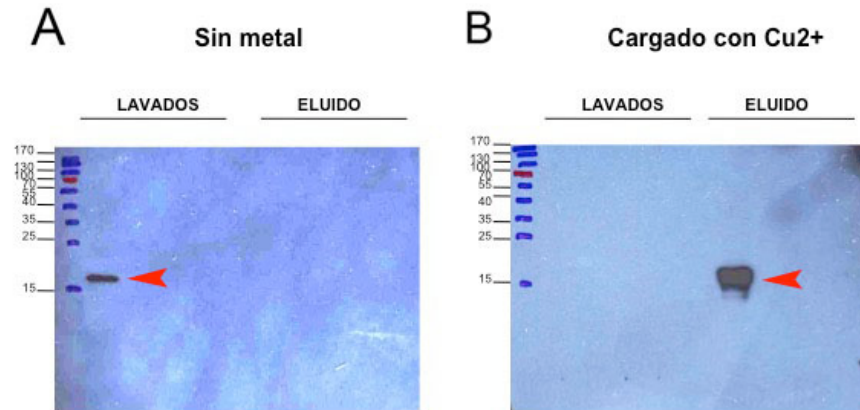 A
Sin metal
LAVADOS
ELUIDO
170
130
100
70
55
40
35
25
15
B
Cargado con Cu2+
LAVADOS
ELUIDO
170
130
100
70
55
40
35
25
15